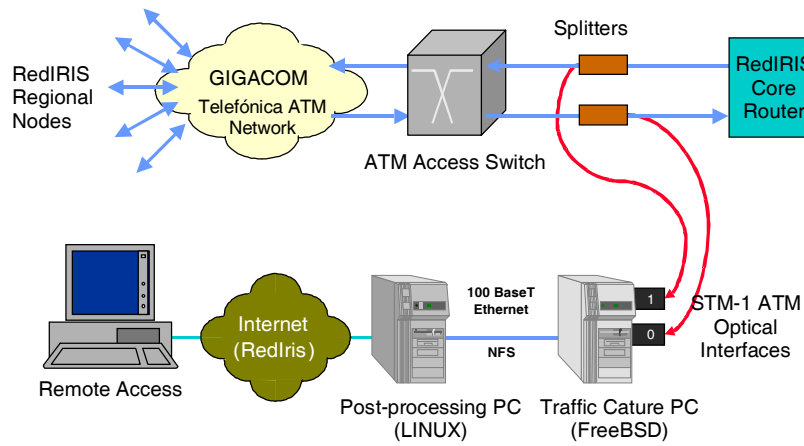 Splitters
RedIRIS
Regional
Nodes
GIGACOM
Telefónica ATM
Network
RedIRIS
Core
Router
ATM Access Switch
1
0
STM-1 ATM
Optical
Interfaces
100 BaseT
Ethernet
NFS
Internet
(RedIris)
Remote Access
Post-processing PC
(LINUX)
Traffic Cature PC
(FreeBSD)